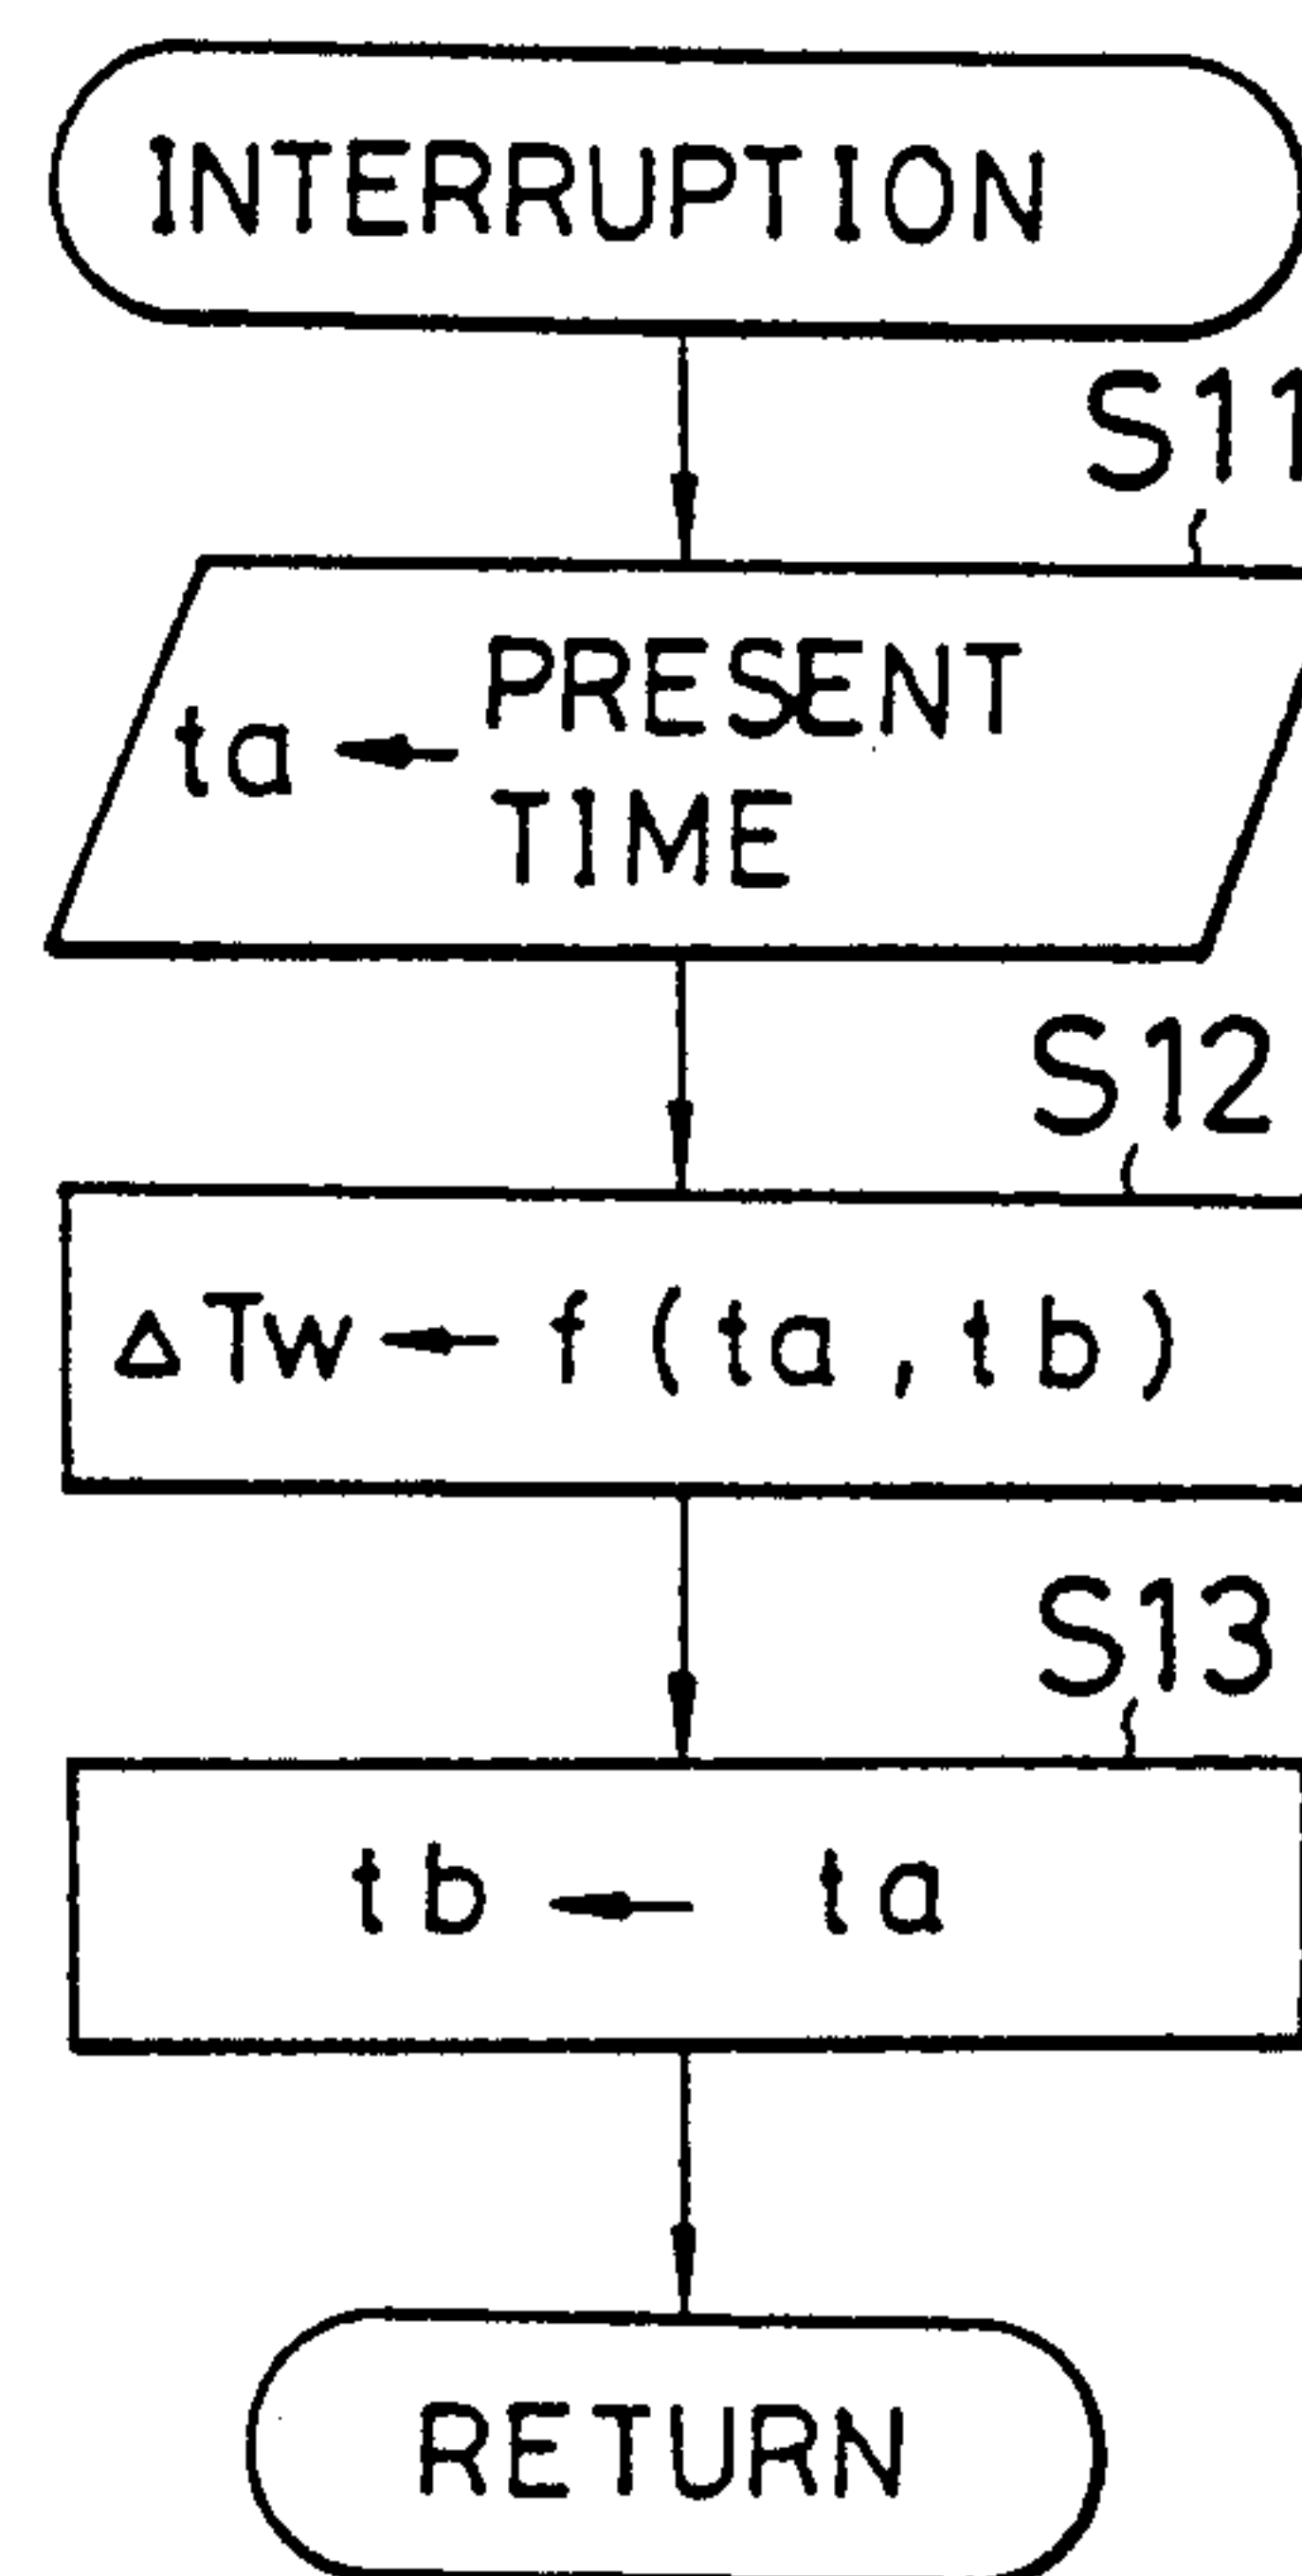 INTERRUPTION
S11
ta ← PRESENT
TIME
S12
ΔTw ← f (ta, tb)
S13
tb ← ta
RETURN